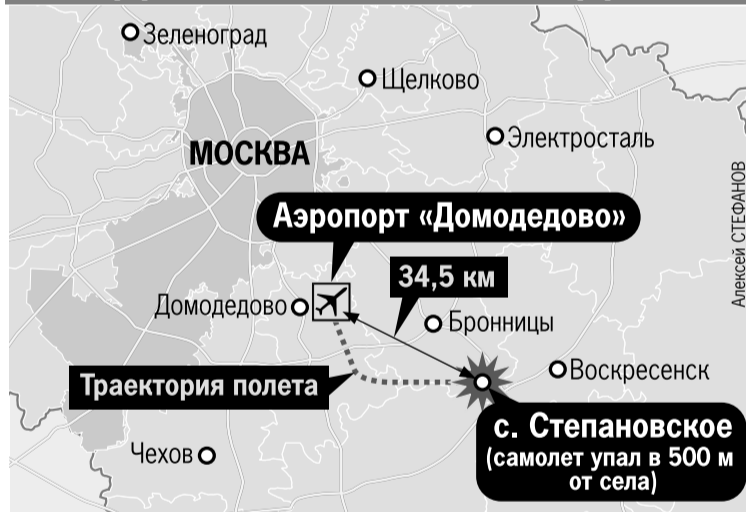 Зеленоград
Щелково
Электросталь
МОСКВА
Аэропорт «Домодедово»
34,5 км
Домодедово
Бронницы
Воскресенск
Траектория полета
с. Степановское
(самолет упал в 500 м
от села)
Чехов
Алексей СТЕФАНОВ